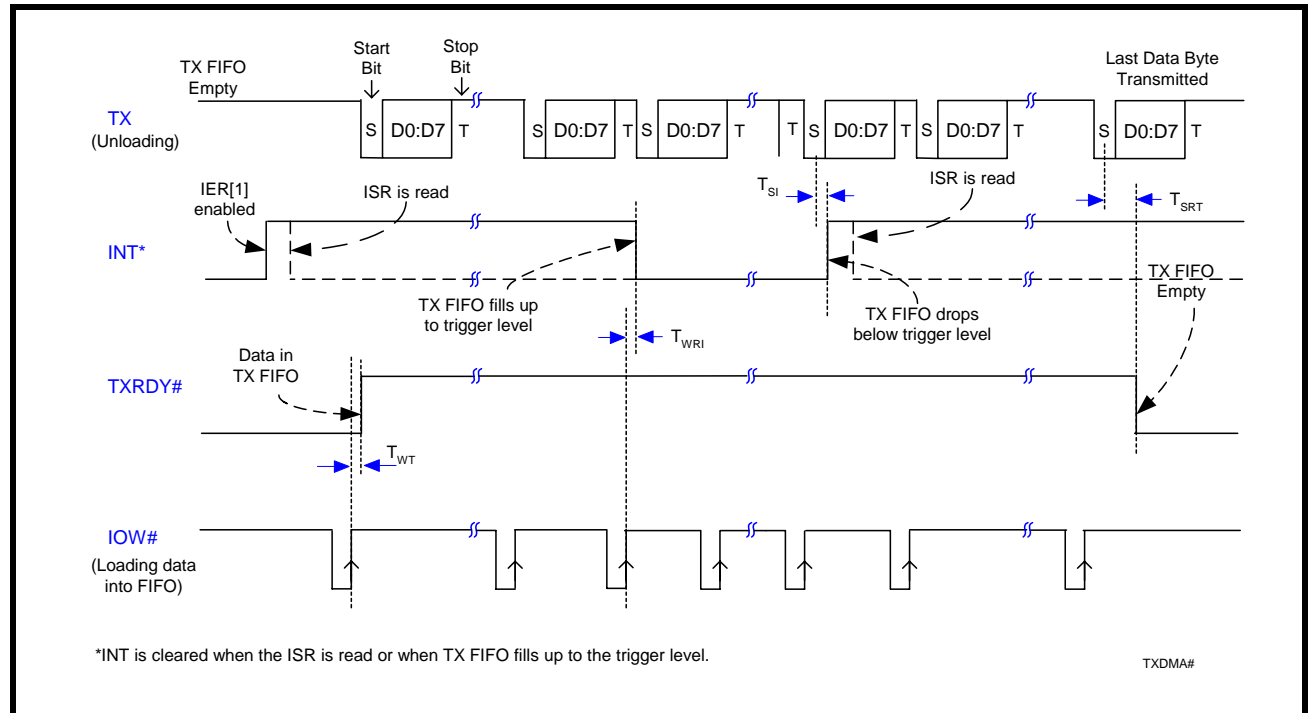 TX FIFO
Empty
Start
Bit
Stop
Bit
Last Data Byte
Transmitted
TX
(Unloading)
S D0:D7 T S D0:D7 T S D0:D7 T T S D0:D7 T S D0:D7 T S D0:D7 T
IER[1]
enabled
ISR is read
TSI
ISR is read
TSRT
INT*
TX FIFO fills up
to trigger level
TX FIFO drops
below trigger level
TX FIFO
Empty
TWRI
Data in
TX FIFO
TXRDY#
TWT
IOW#
(Loading data
into FIFO)
*INT is cleared when the ISR is read or when TX FIFO fills up to the trigger level.
TXDMA#